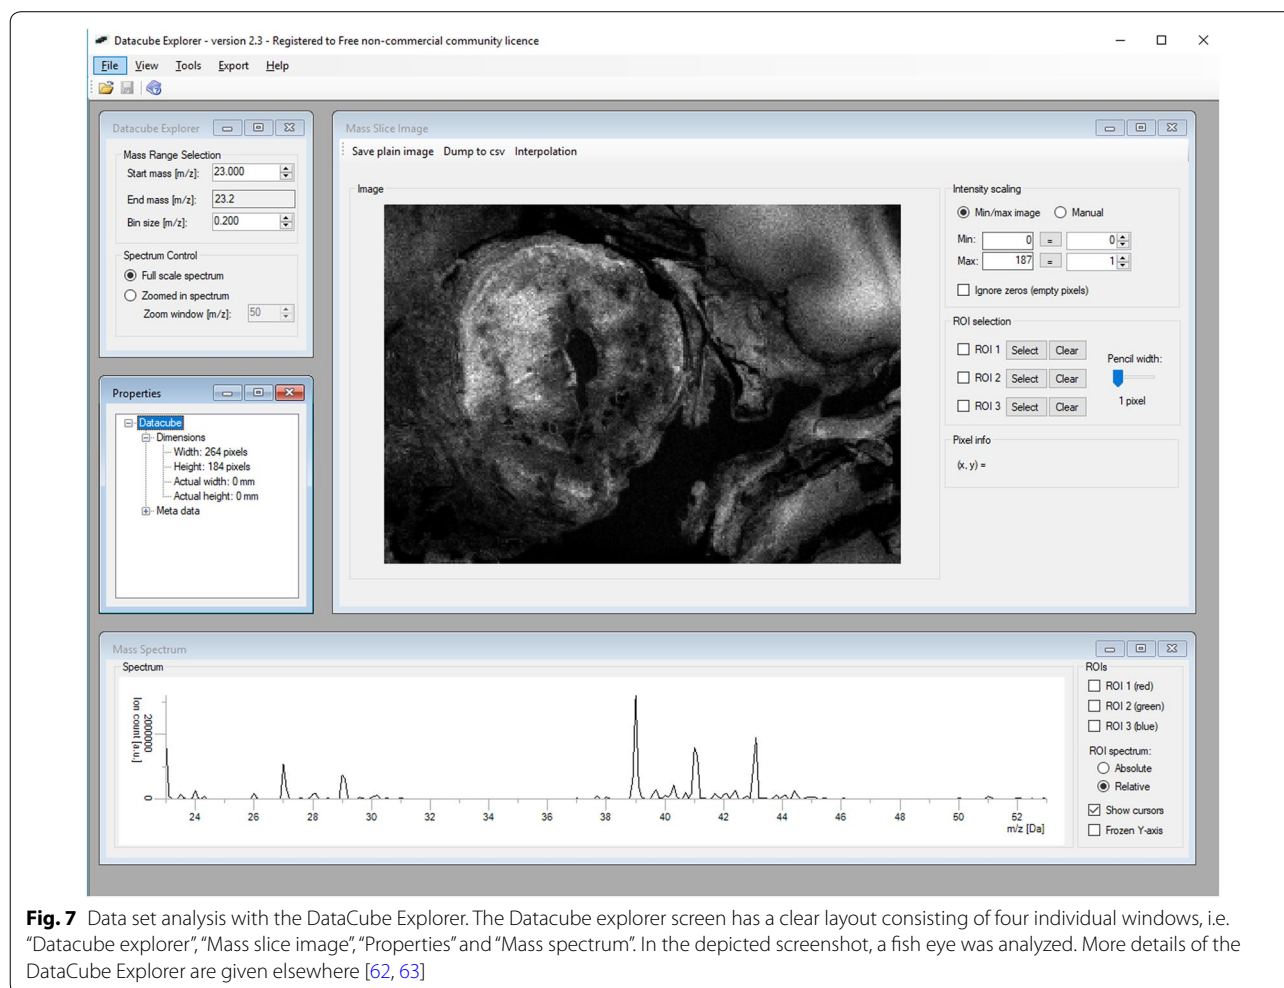 Datacube Explorer - version 2.3 - Registered to Free non-commercial community licence
File View Tools Export Help
Datacube Explorer
Mass Range Selection
Start mass [m/z]: 23.000
End mass [m/z]: 23.2
Bin size [m/z]: 0.200
Spectrum Control
Full scale spectrum
Zoomed in spectrum
Zoom window [m/z]: 50
Properties
Datacube
Dimensions
Width: 264 pixels
Height: 184 pixels
Actual width: 0 mm
Actual height: 0 mm
Meta data
Mass Slice Image
Save plain image Dump to csv Interpolation
Image
Intensity scaling
Min/max image Manual
Min: 0 = 0
Max: 187 = 1
Ignore zeros (empty pixels)
ROI selection
ROI 1 Select Clear
ROI 2 Select Clear
ROI 3 Select Clear
Pencil width:
1 pixel
Pixel info
(x, y) =
Mass Spectrum
Spectrum
Ion count [a.u.]
2000000
0
24 26 28 30 32 34 36 38 40 42 44 46 48 50 52
m/z [Da]
ROIs
ROI 1 (red)
ROI 2 (green)
ROI 3 (blue)
ROI spectrum:
Absolute
Relative
Show cursors
Frozen Y-axis
Fig. 7 Data set analysis with the DataCube Explorer. The Datacube explorer screen has a clear layout consisting of four individual windows, i.e.
“Datacube explorer”, “Mass slice image”, “Properties” and “Mass spectrum”. In the depicted screenshot, a fish eye was analyzed. More details of the
DataCube Explorer are given elsewhere [62, 63]